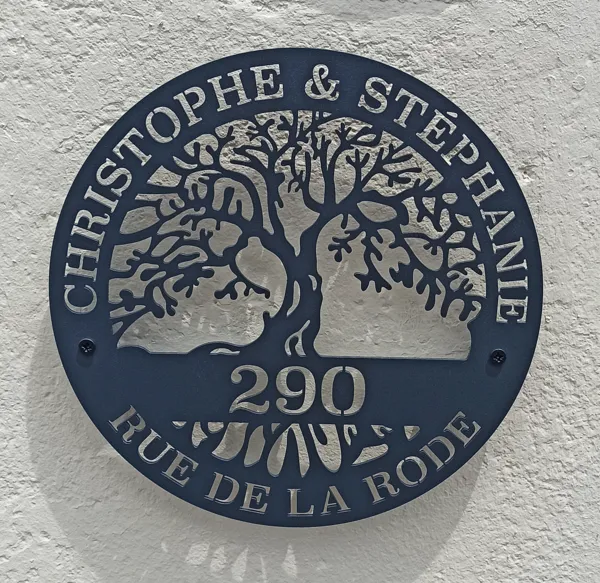 CHRISTOPHE & STÉPHANIE
290
RUE DE LA RODE